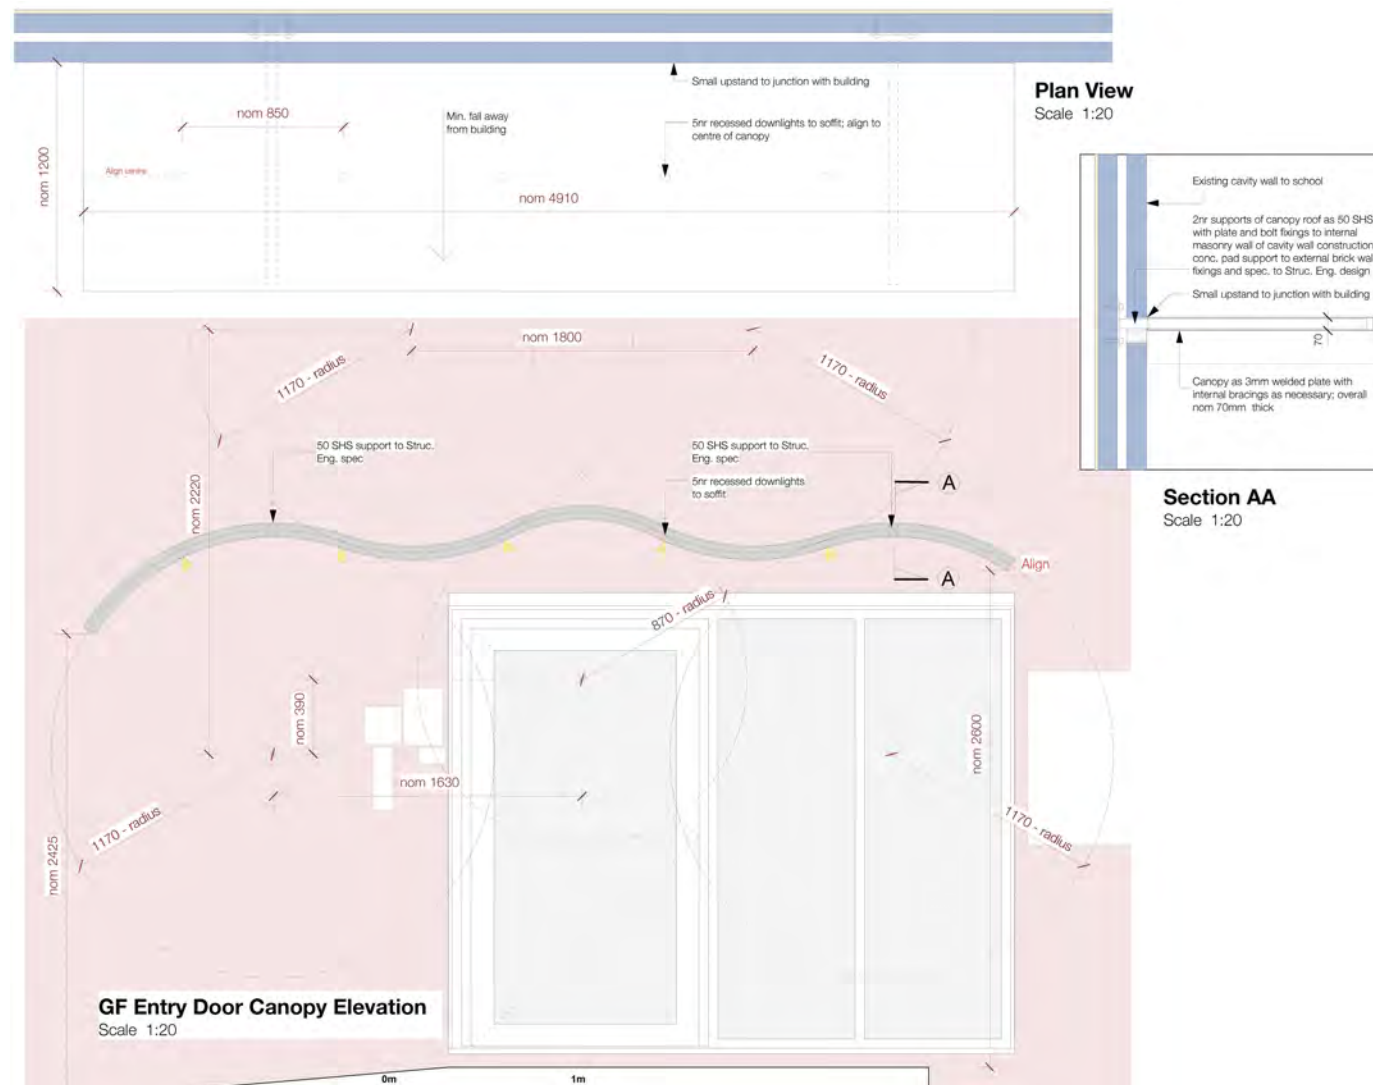 Small upstand to junction with building
Plan View
Scale 1:20
nom 850
Min. fall away
from building
5nr recessed downlights to soffit; align to
centre of canopy
nom 1200
Align centre
nom 4910
Existing cavity wall to school
2nr supports of canopy roof as 50 SHS
with plate and bolt fixings to internal
masonry wall of cavity wall construction
conc. pad support to external brick wal
fixings and spec. to Struc. Eng. design
Small upstand to junction with building
70
Canopy as 3mm welded plate with
internal bracings as necessary; overall
nom 70mm thick
Section AA
Scale 1:20
nom 1800
1170 - radius
1170 - radius
50 SHS support to Struc.
Eng. spec
50 SHS support to Struc.
Eng. spec
5nr recessed downlights
to soffit
A
nom 2220
Align
A
870 - radius
nom 390
nom 2600
nom 1630
1170 - radius
1170 - radius
nom 2425
GF Entry Door Canopy Elevation
Scale 1:20
0m 1m